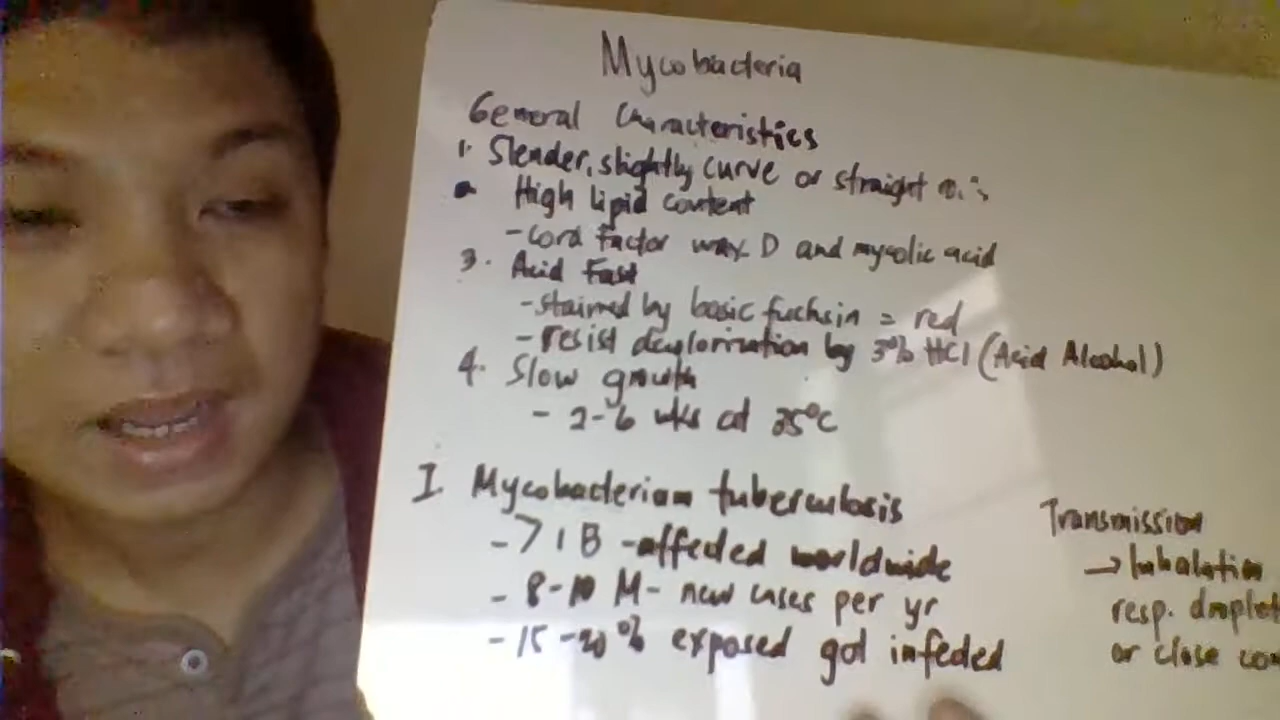 Mycobacteria
General Characteristics
1. Slender, slightly curve or straight
High lipid content
- Cord Factor wax D and mycolic acid
3. Acid Fast
- stained by basic fuchsin = red
- resist decylorization by 3% HCl (Acid Alcohol)
4. Slow growth
- 2-6 wks at 35°C
I. Mycobacterium tuberculosis
- > 1 B - affected worldwide
- 8-10 M - new cases per yr
- 15-20% exposed got infected
Transmission
→ Inhalation
resp. droplet
or close